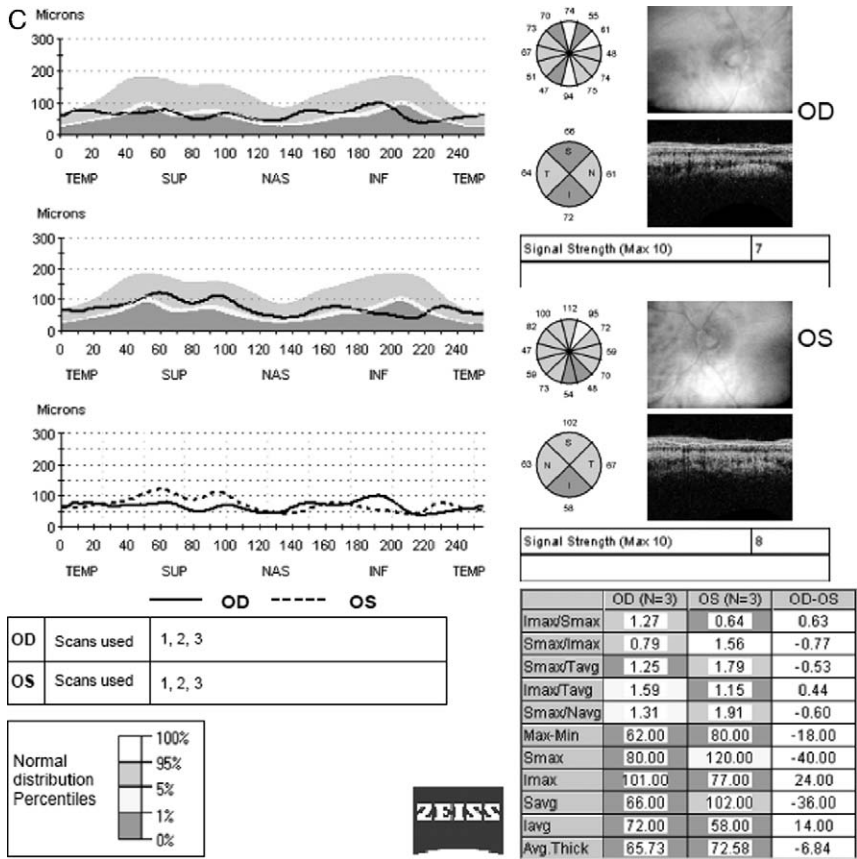 C Microns
300
200
100
0
0 20 40 60 80 100 120 140 160 180 200 220 240
TEMP SUP NAS INF TEMP
Microns
300
200
100
0
0 20 40 60 80 100 120 140 160 180 200 220 240
TEMP SUP NAS INF TEMP
Microns
300
200
100
0
0 20 40 60 80 100 120 140 160 180 200 220 240
TEMP SUP NAS INF TEMP
OD OS
OD Scans used 1, 2, 3
OS Scans used 1, 2, 3
Normal
distribution
Percentiles
100%
95%
5%
1%
0%
ZEISS
74
70 55
73 61
67 48
51 74
47 75
94
OD
66
S
64 T N 61
I
72
Signal Strength (Max 10) 7
112
100 95
82 72
47 59
59 70
73 48
54
OS
102
S
63 N T 67
I
58
Signal Strength (Max 10) 8
OD (N=3) OS (N=3) OD-OS
Imax/Smax 1.27 0.64 0.63
Smax/Imax 0.79 1.56 -0.77
Smax/Tavg 1.25 1.79 -0.53
Imax/Tavg 1.59 1.15 0.44
Smax/Navg 1.31 1.91 -0.60
Max-Min 62.00 80.00 -18.00
Smax 80.00 120.00 -40.00
Imax 101.00 77.00 24.00
Savg 66.00 102.00 -36.00
Iavg 72.00 58.00 14.00
Avg.Thick 65.73 72.58 -6.84